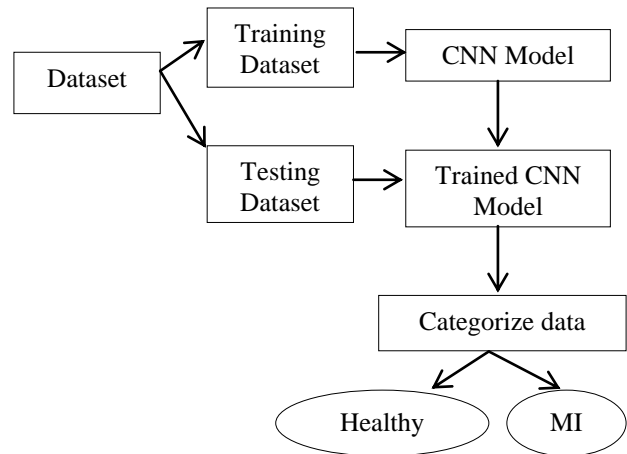 Training
Dataset
CNN Model
Dataset
Testing
Dataset
Trained CNN
Model
Categorize data
Healthy
MI